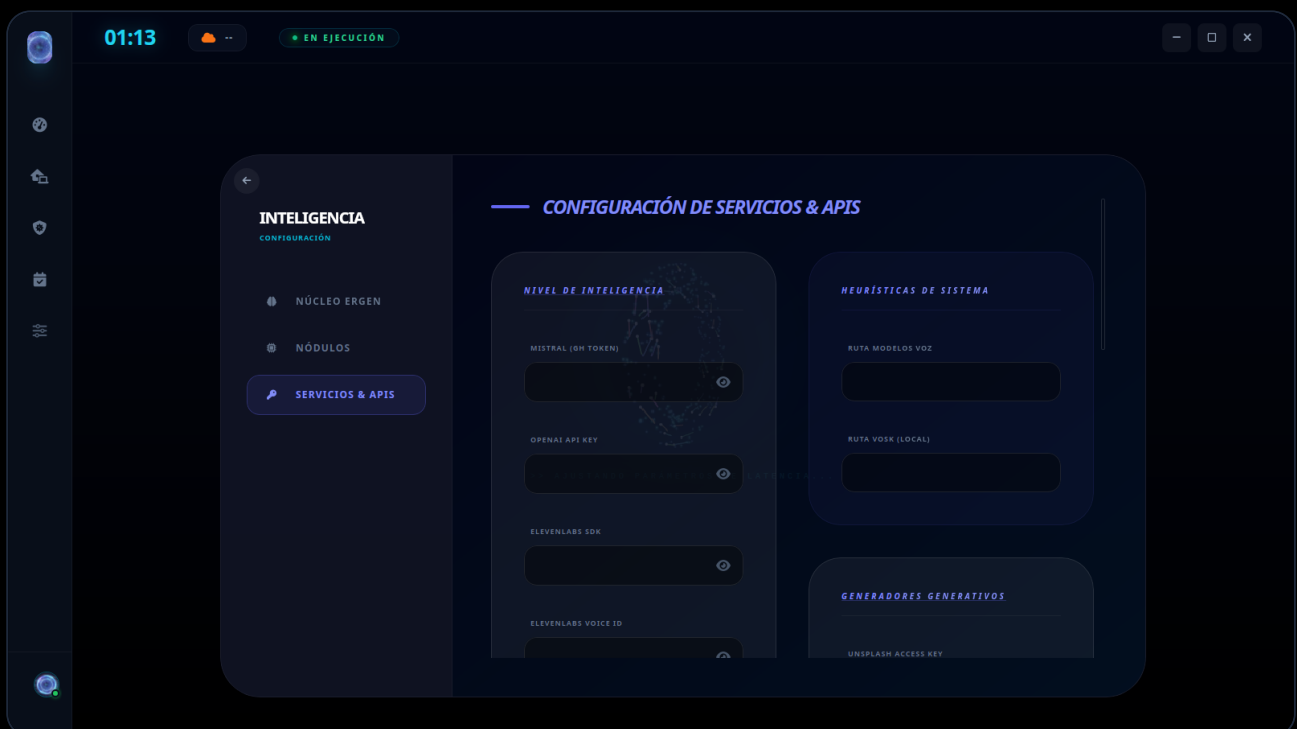 01:13
--
EN EJECUCIÓN
INTELIGENCIA
CONFIGURACIÓN
NÚCLEO ERGEN
NÓDULOS
SERVICIOS & APIS
CONFIGURACIÓN DE SERVICIOS & APIS
NIVEL DE INTELIGENCIA
MISTRAL (GH TOKEN)
OPENAI API KEY
ELEVENLABS SDK
ELEVENLABS VOICE ID
HEURÍSTICAS DE SISTEMA
RUTA MODELOS VOZ
RUTA VOSK (LOCAL)
GENERADORES GENERATIVOS
UNSPLASH ACCESS KEY